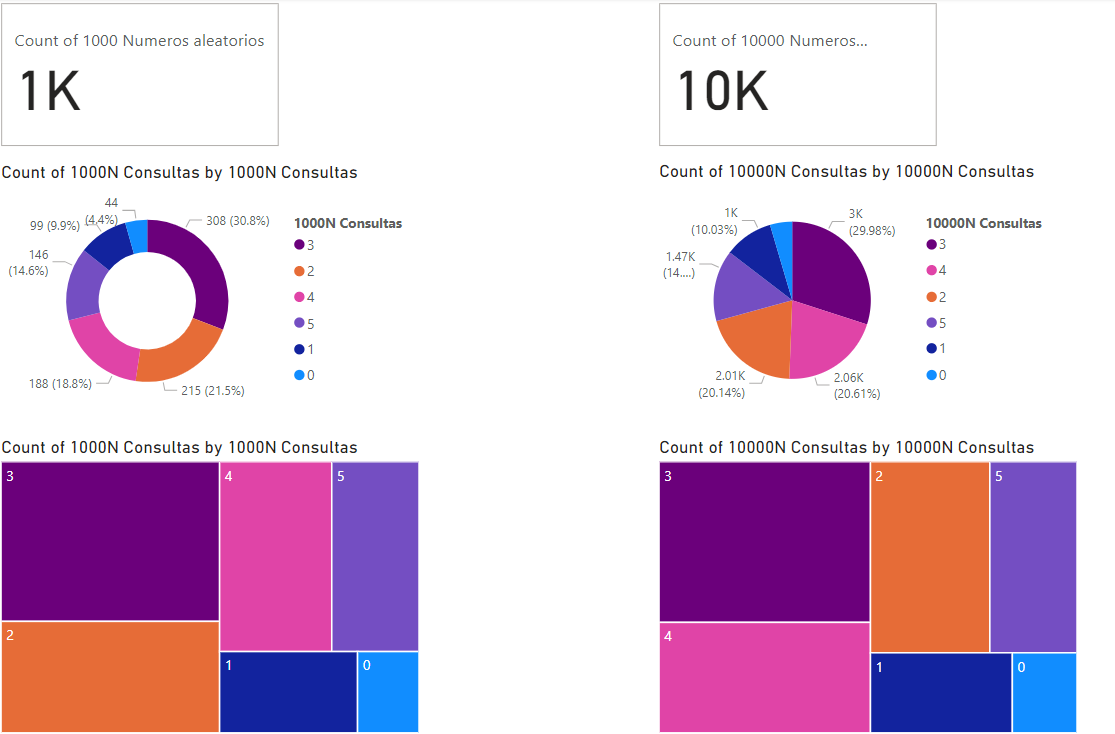 Count of 1000 Numeros aleatorios
1K
Count of 10000 Numeros...
10K
Count of 1000N Consultas by 1000N Consultas
44
(4.4%)
99 (9.9%)
308 (30.8%)
146
(14.6%)
188 (18.8%)
215 (21.5%)
1000N Consultas
3
2
4
5
1
0
Count of 10000N Consultas by 10000N Consultas
1K
(10.03%)
3K
(29.98%)
1.47K
(14....)
2.01K
(20.14%)
2.06K
(20.61%)
10000N Consultas
3
4
2
5
1
0
Count of 1000N Consultas by 1000N Consultas
3
4
5
2
1
0
Count of 10000N Consultas by 10000N Consultas
3
2
5
4
1
0